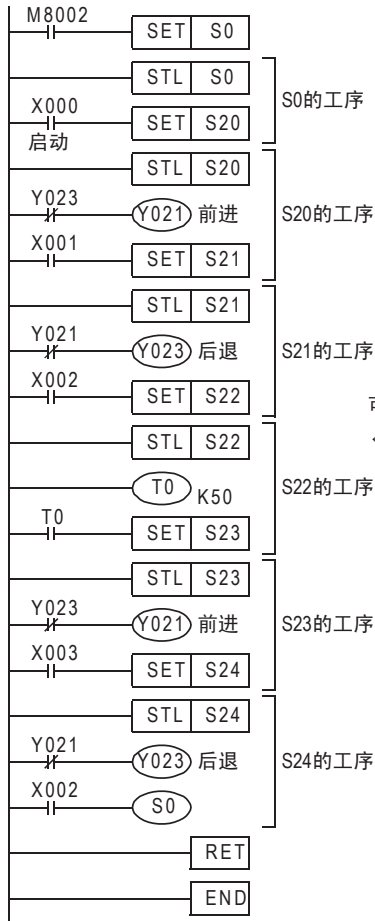 M8002
SET S0
STL S0
S0的工序
X000
SET S20
启动
STL S20
Y023
Y021 前进 S20的工序
X001
SET S21
STL S21
Y021
Y023 后退 S21的工序
X002
SET S22
STL S22
T0 K50 S22的工序
T0
SET S23
STL S23
Y023
Y021 前进 S23的工序
X003
SET S24
STL S24
Y021
Y023 后退 S24的工序
X002
S0
RET
END